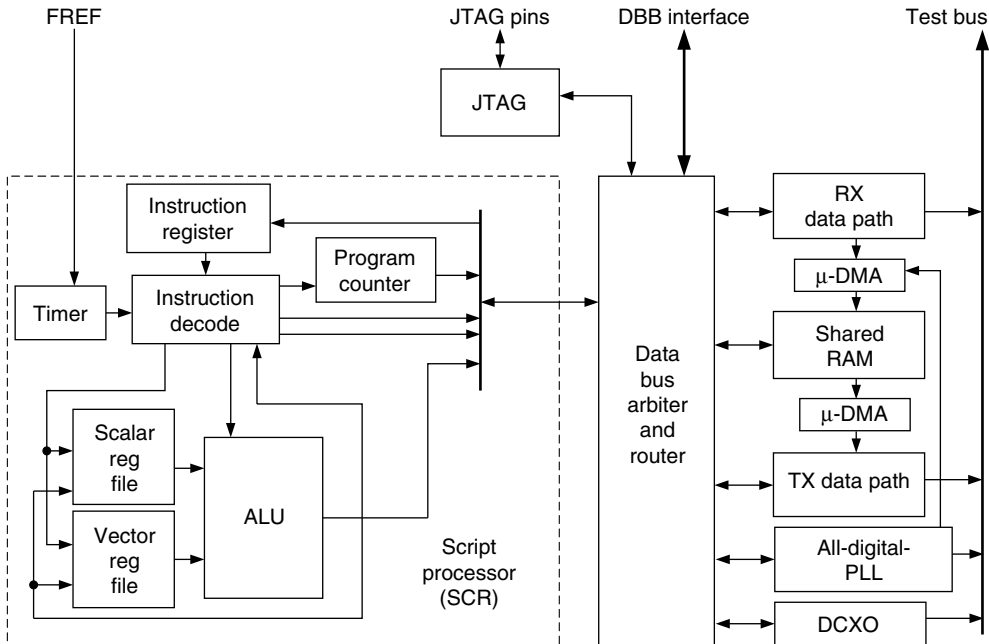 FREF
JTAG pins
DBB interface
Test bus
JTAG
Instruction
register
Program
counter
Timer
Instruction
decode
Scalar
reg
file
Vector
reg
file
ALU
Script
processor
(SCR)
Data
bus
arbiter
and
router
RX
data path
μ-DMA
Shared
RAM
μ-DMA
TX data path
All-digital-
PLL
DCXO